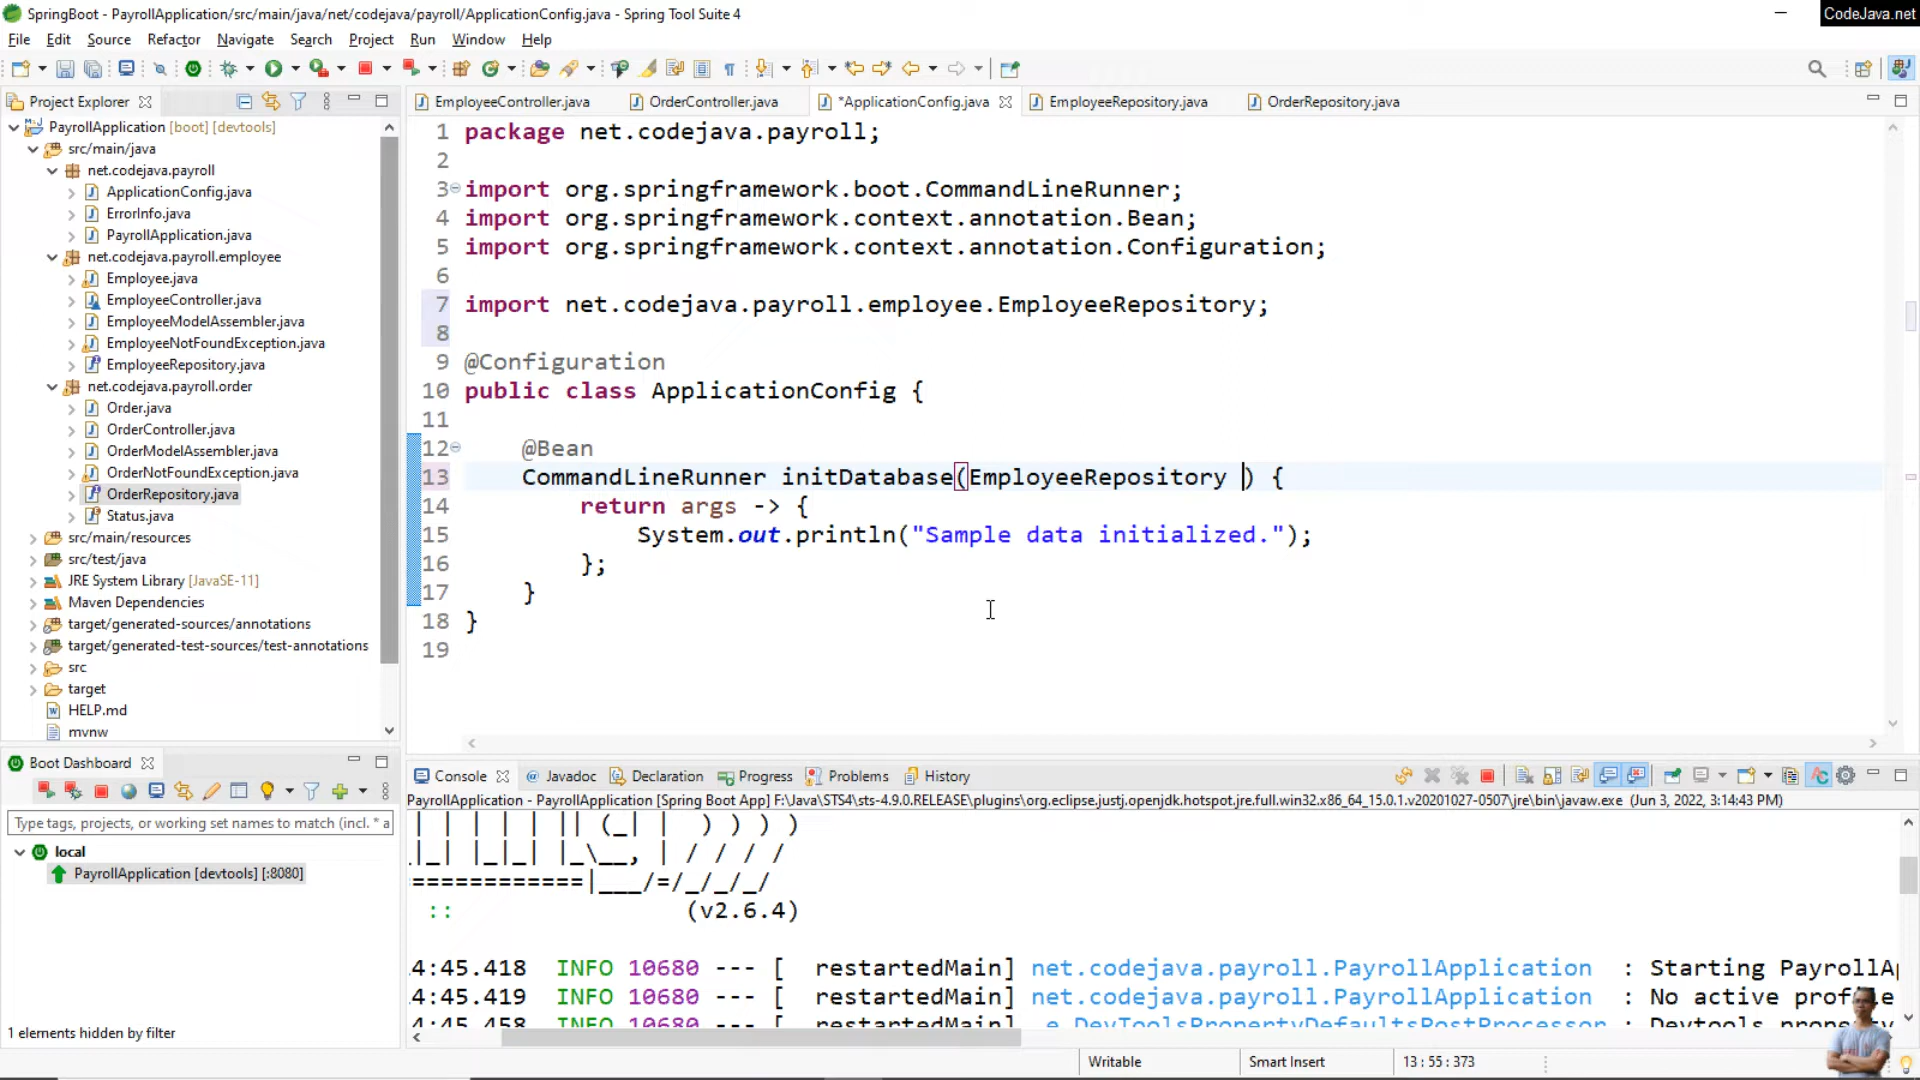 SpringBoot - PayrollApplication/src/main/java/net/codejava/payroll/ApplicationConfig.java - Spring Tool Suite 4
CodeJava.net
File Edit Source Refactor Navigate Search Project Run Window Help
Project Explorer
PayrollApplication [boot] [devtools]
src/main/java
net.codejava.payroll
ApplicationConfig.java
ErrorInfo.java
PayrollApplication.java
net.codejava.payroll.employee
Employee.java
EmployeeController.java
EmployeeModelAssembler.java
EmployeeNotFoundException.java
EmployeeRepository.java
net.codejava.payroll.order
Order.java
OrderController.java
OrderModelAssembler.java
OrderNotFoundException.java
OrderRepository.java
Status.java
src/main/resources
src/test/java
JRE System Library [JavaSE-11]
Maven Dependencies
target/generated-sources/annotations
target/generated-test-sources/test-annotations
src
target
HELP.md
mvnw
EmployeeController.java OrderController.java *ApplicationConfig.java EmployeeRepository.java OrderRepository.java
1 package net.codejava.payroll;
2
3 import org.springframework.boot.CommandLineRunner;
4 import org.springframework.context.annotation.Bean;
5 import org.springframework.context.annotation.Configuration;
6
7 import net.codejava.payroll.employee.EmployeeRepository;
8
9 @Configuration
10 public class ApplicationConfig {
11
12 @Bean
13 CommandLineRunner initDatabase(EmployeeRepository ) {
14 return args -> {
15 System.out.println("Sample data initialized.");
16 };
17 }
18 }
19
Boot Dashboard
Type tags, projects, or working set names to match (incl. * a
local
PayrollApplication [devtools] [:8080]
1 elements hidden by filter
Console Javadoc Declaration Progress Problems History
PayrollApplication - PayrollApplication [Spring Boot App] F:\Java\STS4\sts-4.9.0.RELEASE\plugins\org.eclipse.justj.openjdk.hotspot.jre.full.win32.x86_64_15.0.1.v20201027-0507\jre\bin\javaw.exe (Jun 3, 2022, 3:14:43 PM)
| | | | | || (_| | ) ) ) )
|_| |_|_| |_\__, | / / / /
============|___/=/_/_/_/
:: (v2.6.4)
4:45.418 INFO 10680 --- [ restartedMain] net.codejava.payroll.PayrollApplication : Starting PayrollA
4:45.419 INFO 10680 --- [ restartedMain] net.codejava.payroll.PayrollApplication : No active profile
4:45.458 INFO 10680 --- [ restartedMain] .e.DevToolsPropertyDefaultsPostProcessor : Devtools property
Writable Smart Insert 13 : 55 : 373